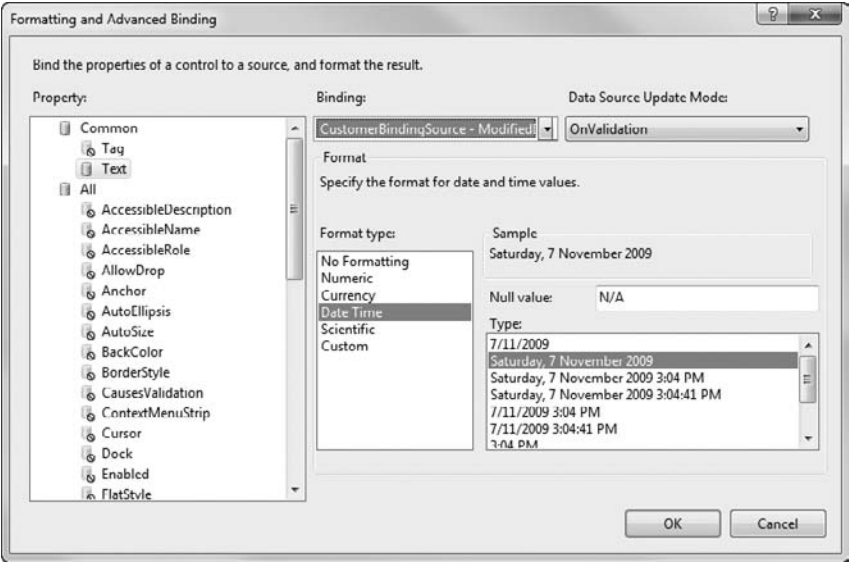 Formatting and Advanced Binding
Bind the properties of a control to a source, and format the result.
Property:
Common
Tag
Text
All
AccessibleDescription
AccessibleName
AccessibleRole
AllowDrop
Anchor
AutoEllipsis
AutoSize
BackColor
BorderStyle
CausesValidation
ContextMenuStrip
Cursor
Dock
Enabled
FlatStyle
Binding:
CustomerBindingSource - Modified
Data Source Update Mode:
OnValidation
Format
Specify the format for date and time values.
Format type:
No Formatting
Numeric
Currency
Date Time
Scientific
Custom
Sample
Saturday, 7 November 2009
Null value:
N/A
Type:
7/11/2009
Saturday, 7 November 2009
Saturday, 7 November 2009 3:04 PM
Saturday, 7 November 2009 3:04:41 PM
7/11/2009 3:04 PM
7/11/2009 3:04:41 PM
3:04 PM
OK
Cancel